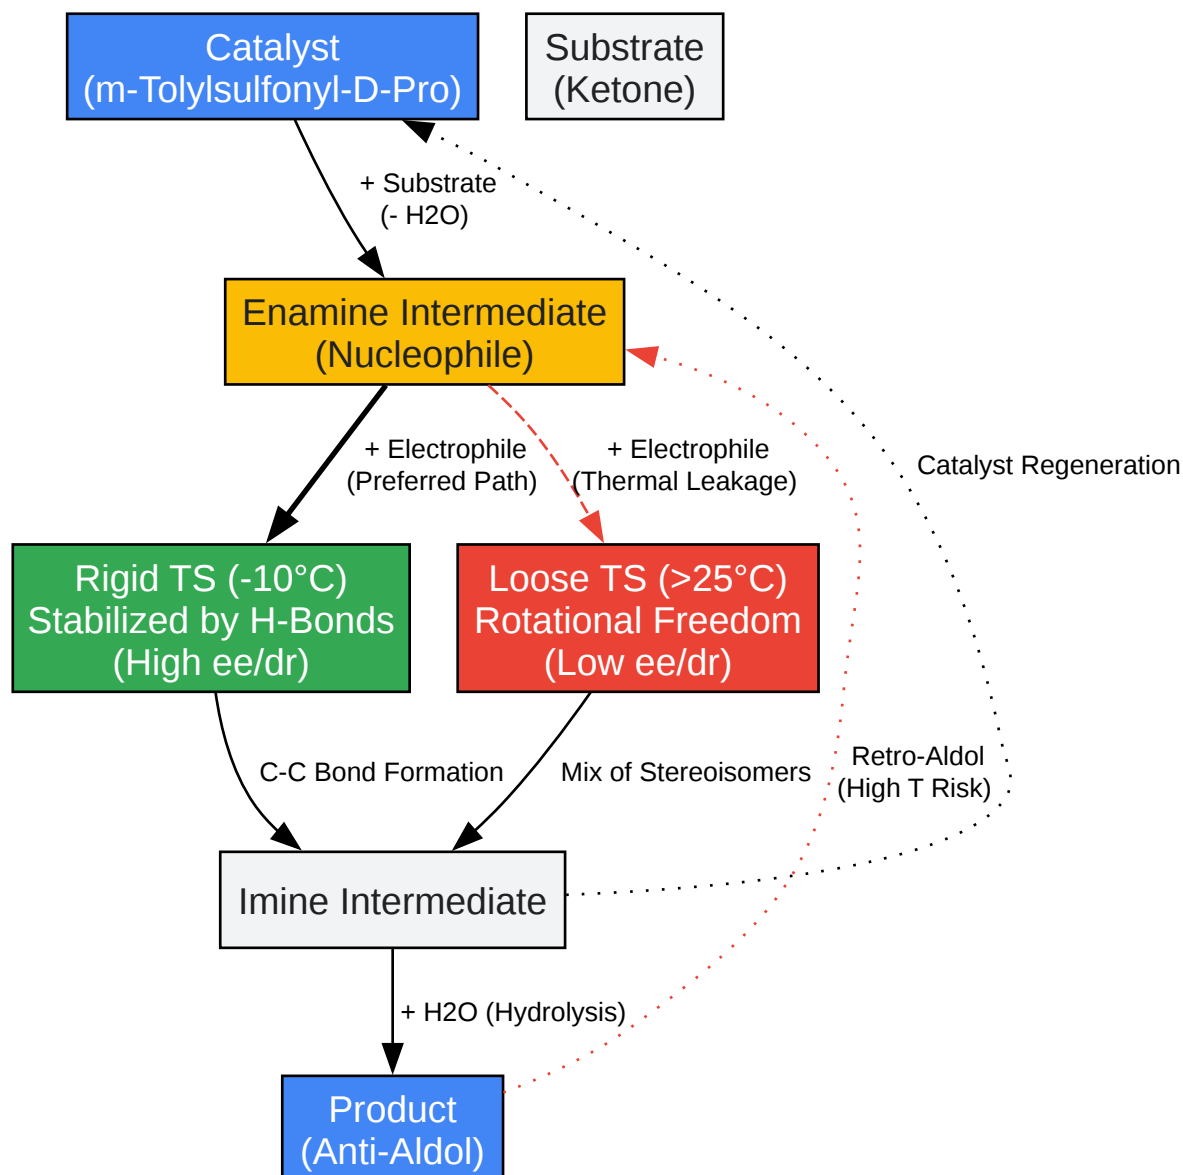 Catalyst
(m-Tolylsulfonyl-D-Pro)
Substrate
(Ketone)
+ Substrate
(- H2O)
Enamine Intermediate
(Nucleophile)
+ Electrophile
(Preferred Path)
+ Electrophile
(Thermal Leakage)
Catalyst Regeneration
Rigid TS (-10°C)
Stabilized by H-Bonds
(High ee/dr)
Loose TS (>25°C)
Rotational Freedom
(Low ee/dr)
C-C Bond Formation
Mix of Stereoisomers
Retro-Aldol
(High T Risk)
Imine Intermediate
+ H2O (Hydrolysis)
Product
(Anti-Aldol)